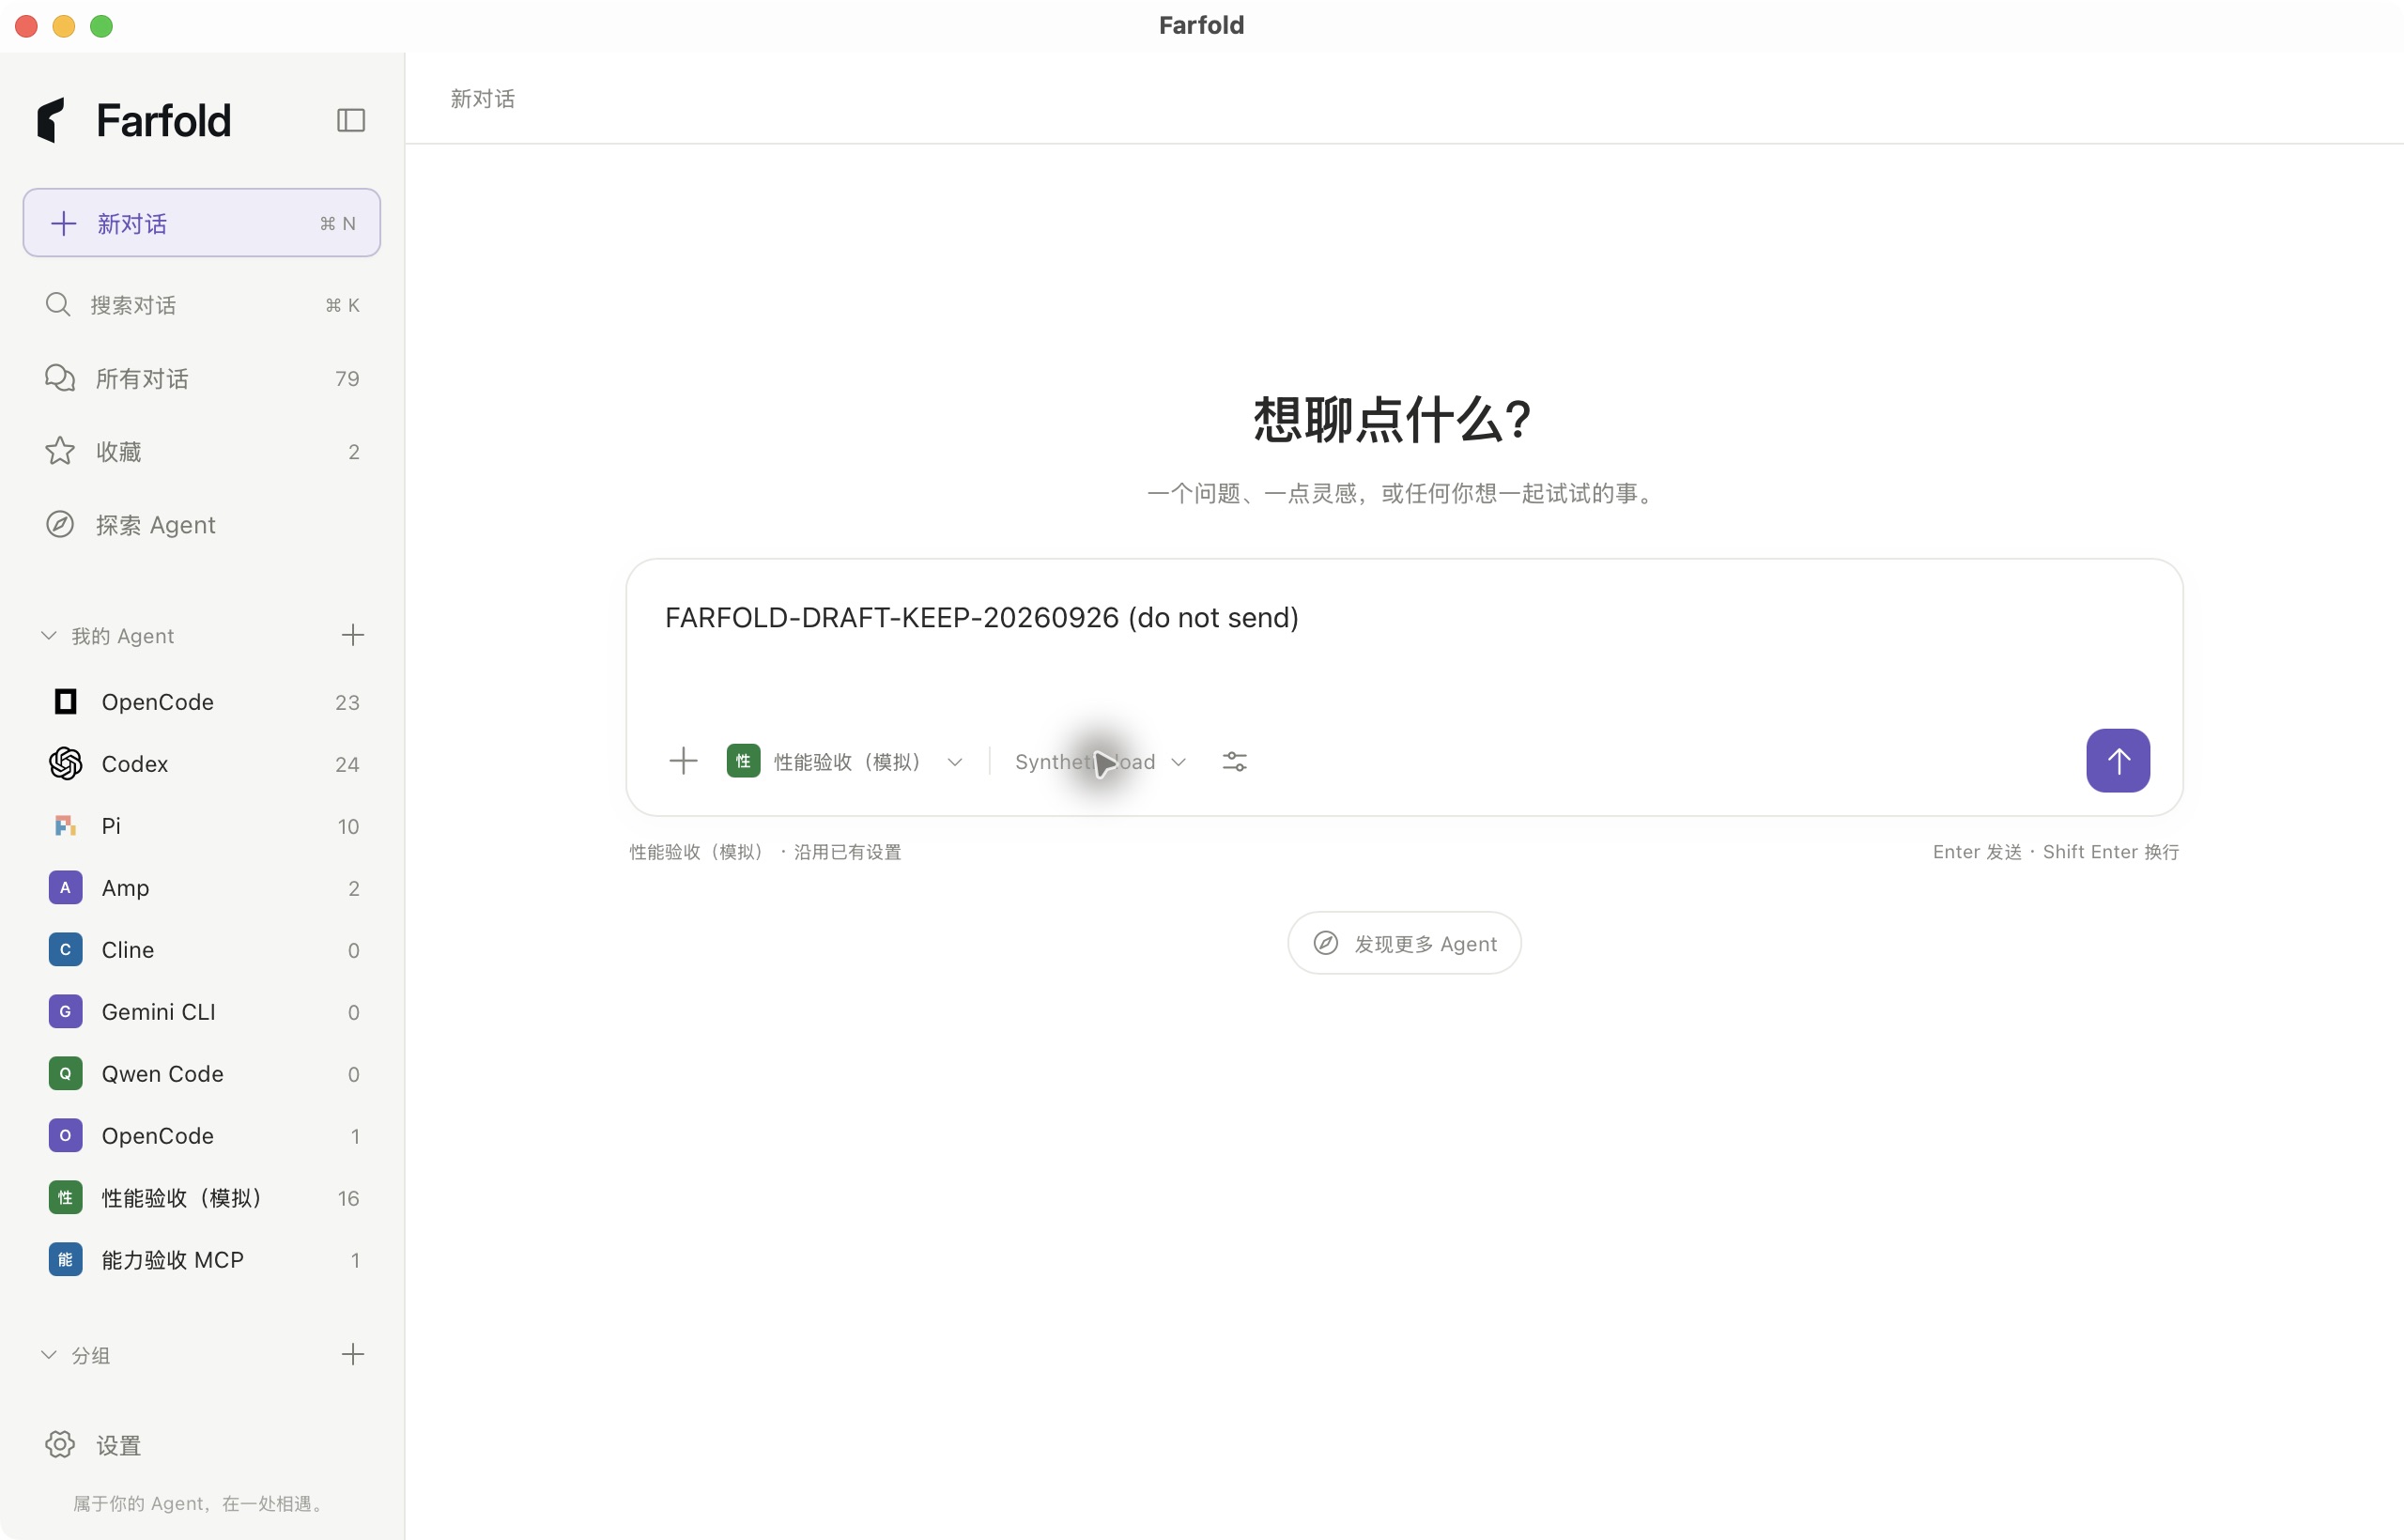 Farfold
Farfold
新对话 ⌘ N
搜索对话 ⌘ K
所有对话 79
收藏 2
探索 Agent
我的 Agent
OpenCode 23
Codex 24
Pi 10
A Amp 2
C Cline 0
G Gemini CLI 0
Q Qwen Code 0
O OpenCode 1
性 性能验收（模拟） 16
能 能力验收 MCP 1
分组
设置
属于你的 Agent，在一处相遇。
新对话
想聊点什么？
一个问题、一点灵感，或任何你想一起试试的事。
FARFOLD-DRAFT-KEEP-20260926 (do not send)
性 性能验收（模拟）
性能验收（模拟） · 沿用已有设置
Enter 发送 · Shift Enter 换行
发现更多 Agent